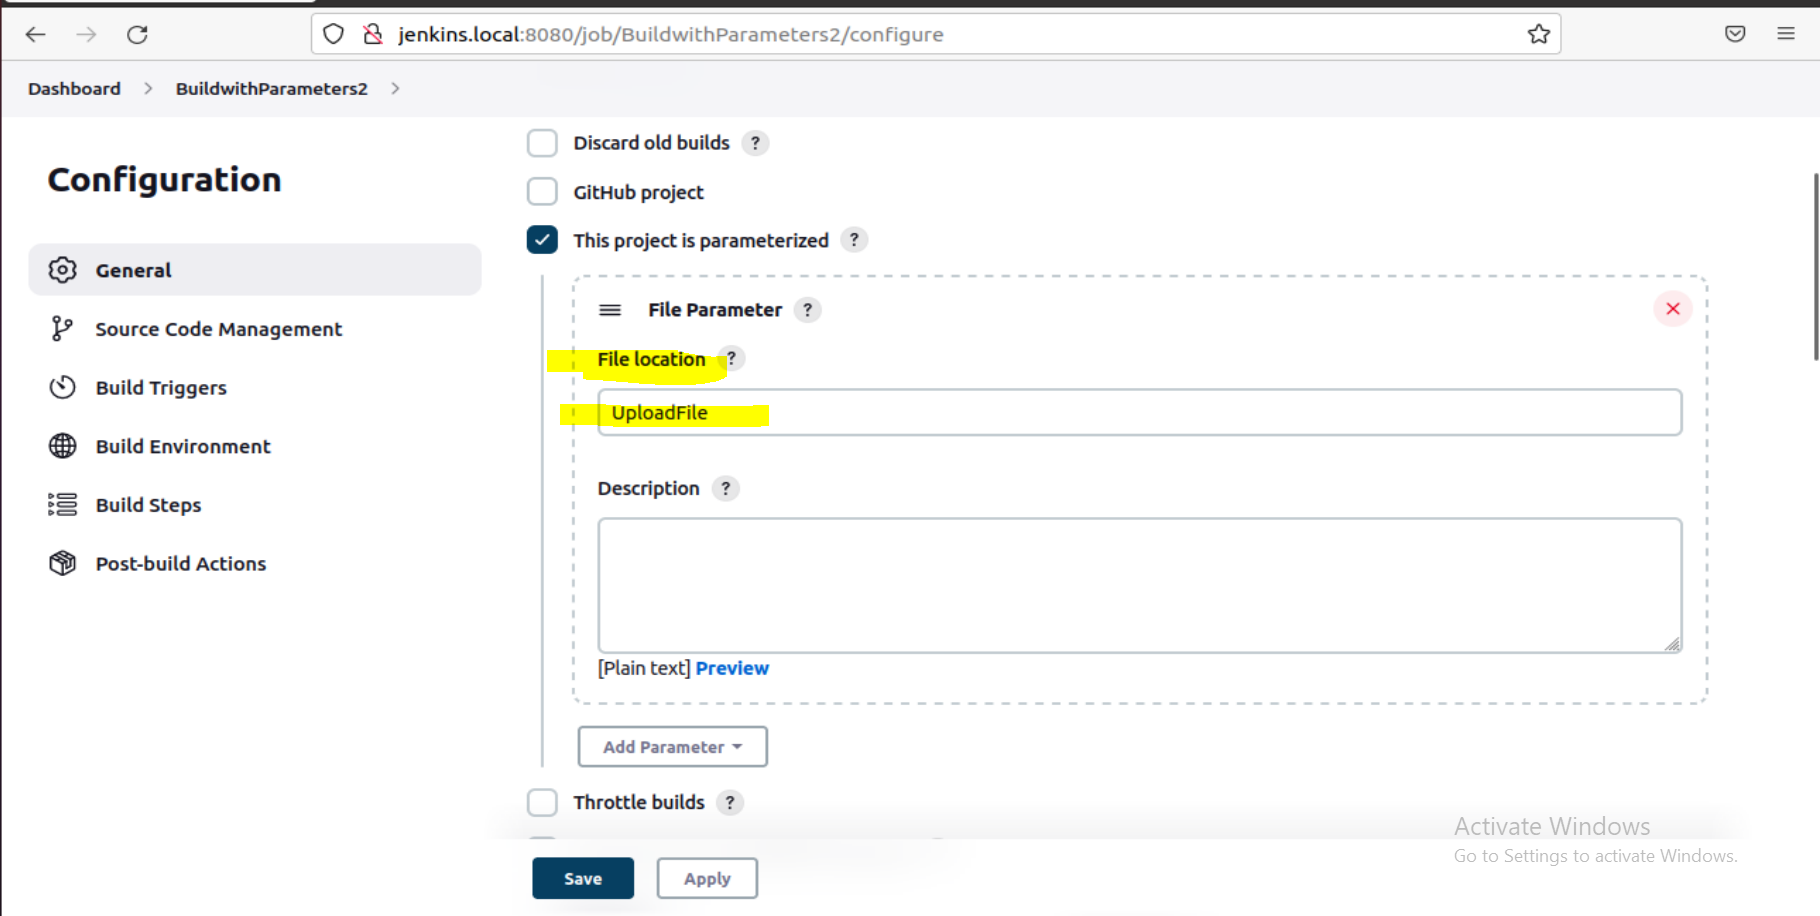 jenkins.local:8080/job/BuildwithParameters2/configure
Dashboard > BuildwithParameters2 >
Configuration
General
Source Code Management
Build Triggers
Build Environment
Build Steps
Post-build Actions
Discard old builds ?
GitHub project
This project is parameterized ?
File Parameter ?
File location ?
UploadFile
Description ?
[Plain text] Preview
Add Parameter
Throttle builds ?
Save Apply
Activate Windows
Go to Settings to activate Windows.